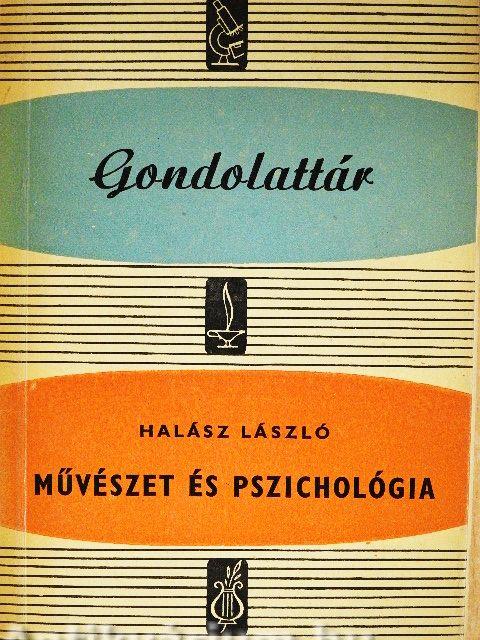 Gondolattár
HALÁSZ LÁSZLÓ
MŰVÉSZET ÉS PSZICHOLÓGIA